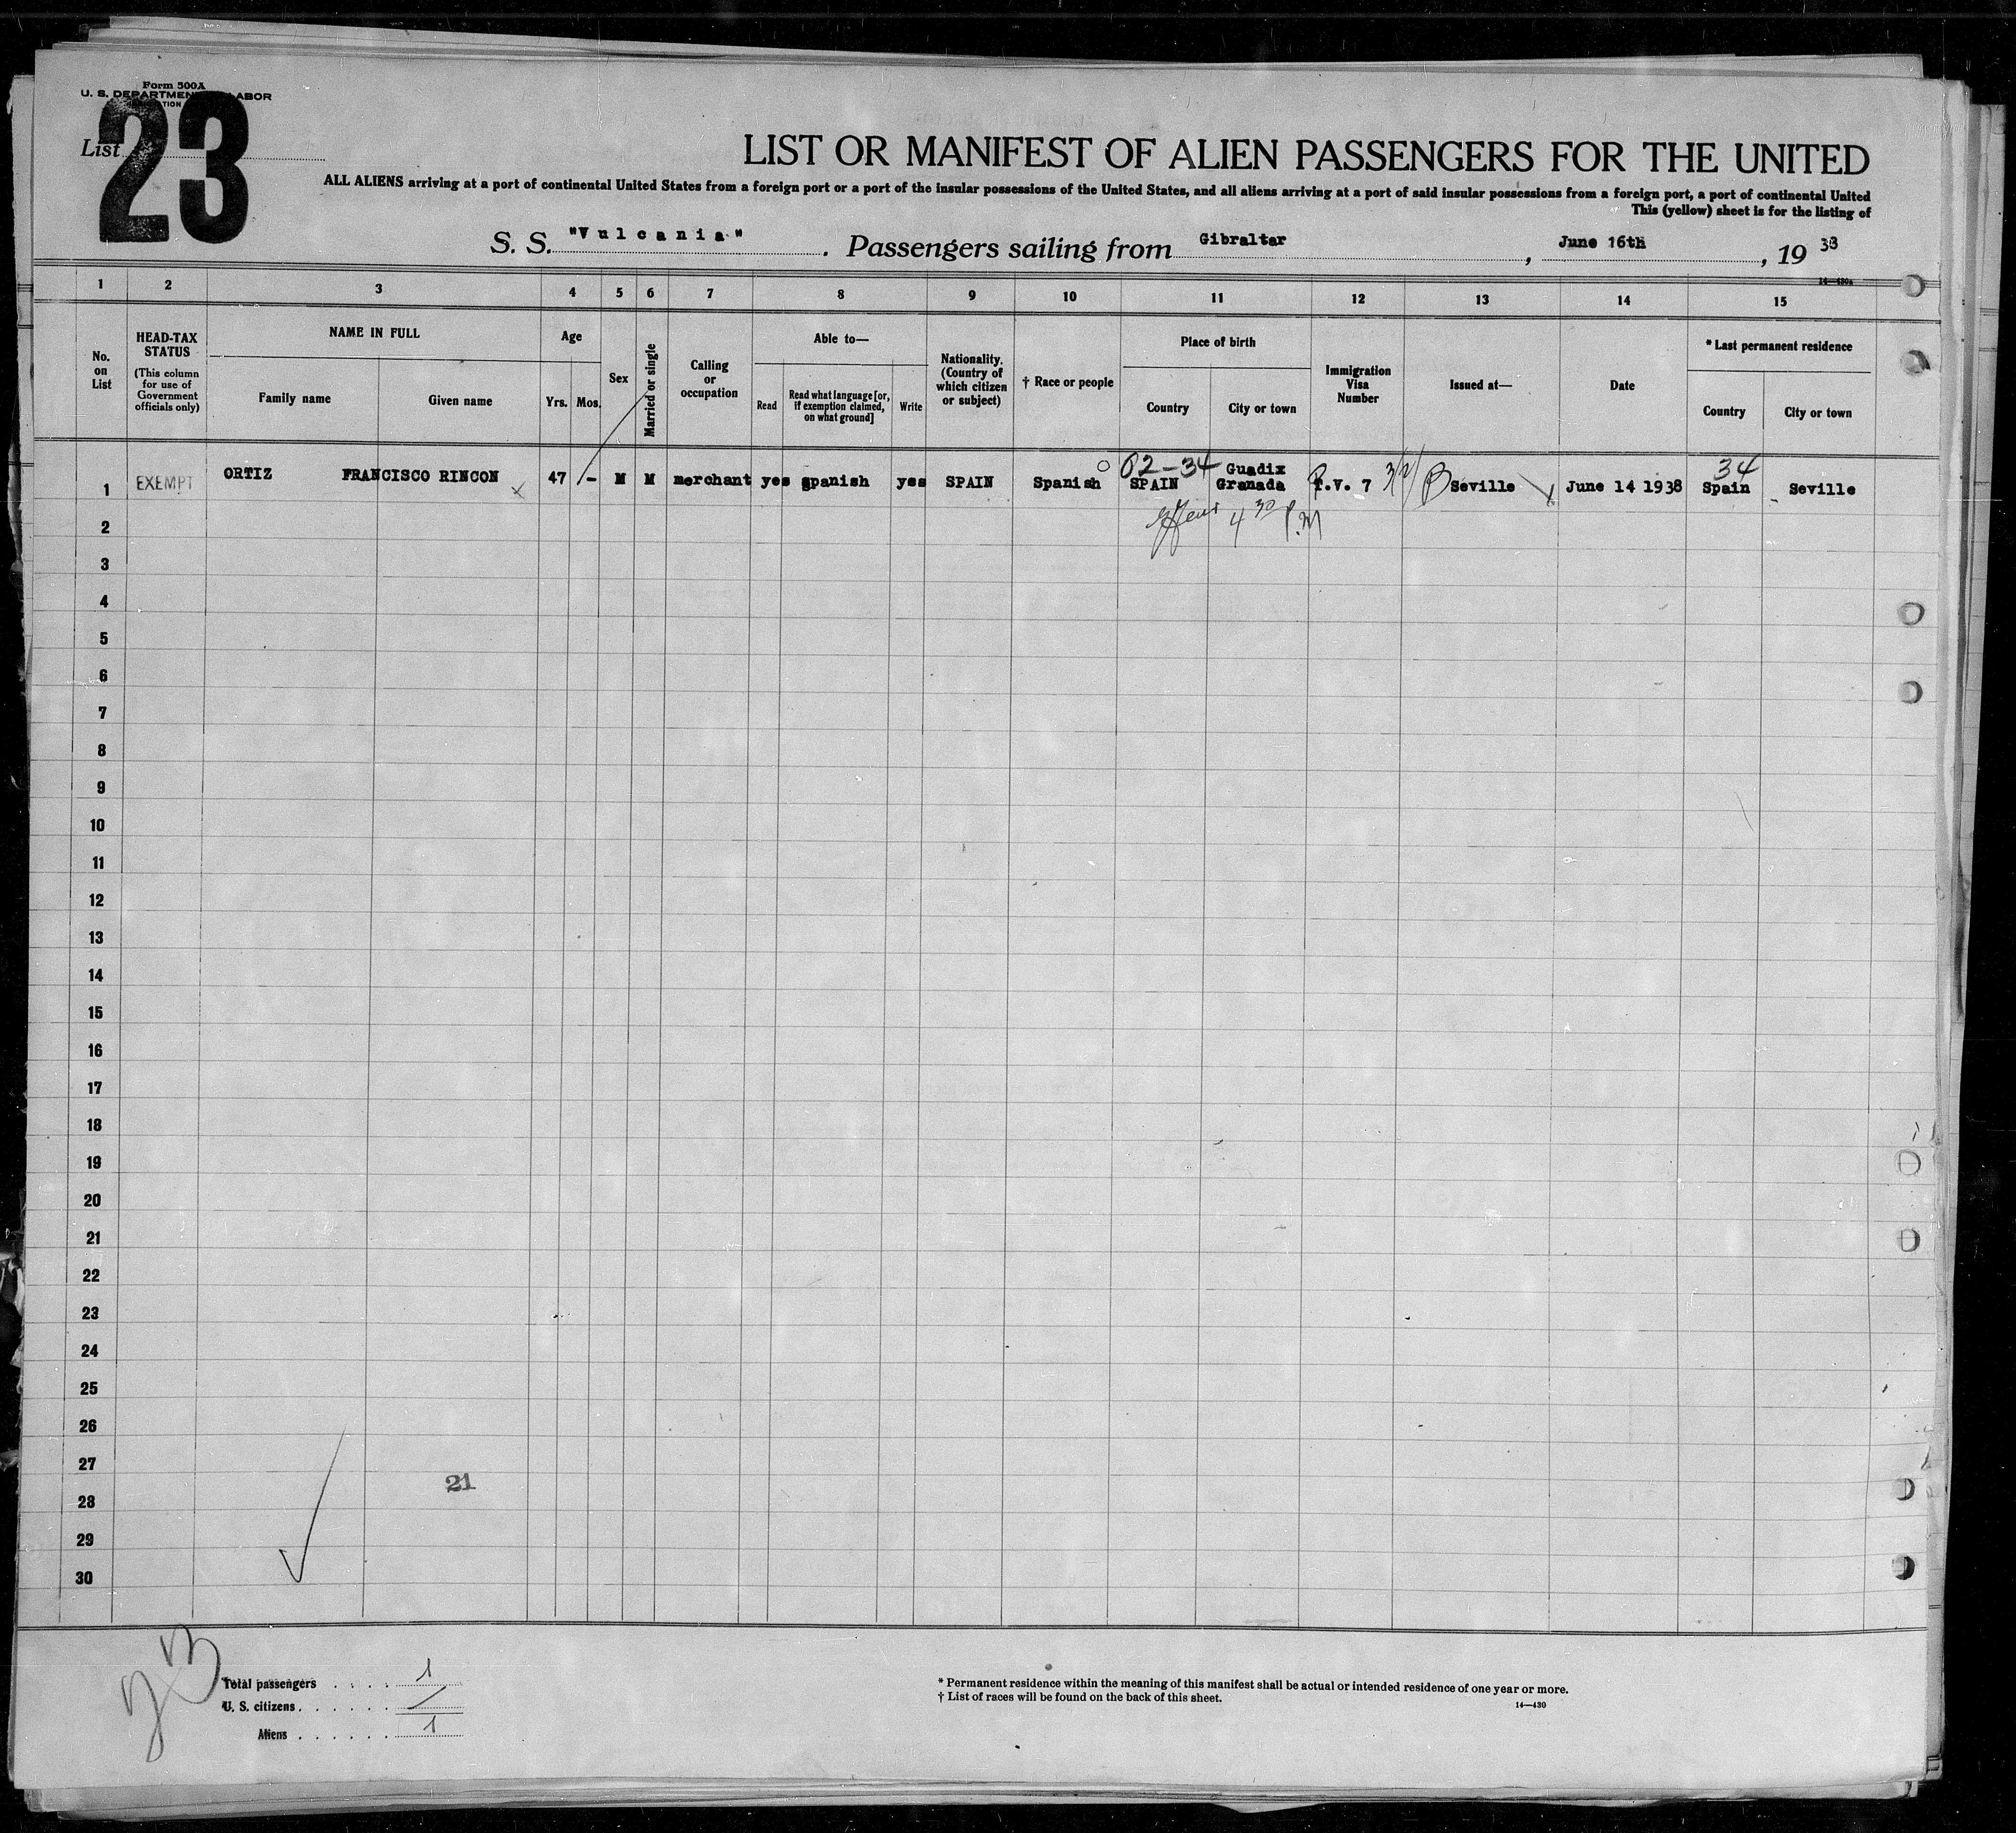 Form 500A
U. S. DEPARTMENT LABOR
List 23
LIST OR MANIFEST OF ALIEN PASSENGERS FOR THE UNITED
ALL ALIENS arriving at a port of continental United States from a foreign port or a port of the insular possessions of the United States, and all aliens arriving at a port of said insular possessions from a foreign port, a port of continental United
This (yellow) sheet is for the listing of
S. S. "Vulcania". Passengers sailing from Gibraltar, June 16th, 19 38
14—430a
1 2 3 4 5 6 7 8 9 10 11 12 13 14 15
No. on List
HEAD-TAX STATUS
(This column for use of Government officials only)
NAME IN FULL
Family name Given name
Age
Yrs. Mos.
Sex
Married or single
Calling or occupation
Able to—
Read
Read what language [or, if exemption claimed, on what ground]
Write
Nationality. (Country of which citizen or subject)
† Race or people
Place of birth
Country City or town
Immigration Visa Number
Issued at—
Date
* Last permanent residence
Country City or town
02-34 Guadix 34
1 EXEMPT ORTIZ FRANCISCO RINCON 47 - M M merchant yes spanish yes SPAIN Spanish SPAIN Granada T.V. 7 Seville June 14 1938 Spain Seville
4 30 P.M
2
3
4
5
6
7
8
9
10
11
12
13
14
15
16
17
18
19
20
21
22
23
24
25
26
27
21
28
29
30
Total passengers . . . . 1
U. S. citizens . . . . . .
Aliens . . . . . . 1
* Permanent residence within the meaning of this manifest shall be actual or intended residence of one year or more.
† List of races will be found on the back of this sheet.
14—430